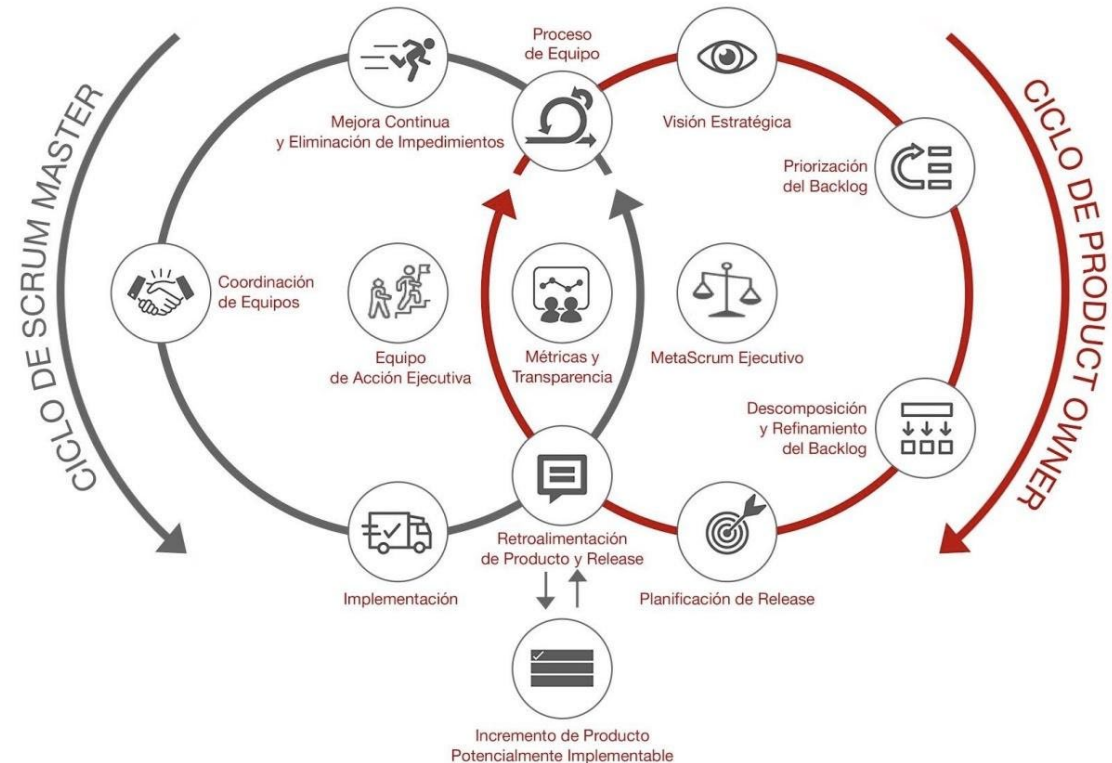 Proceso
de Equipo
Mejora Continua
y Eliminación de Impedimientos
Visión Estratégica
Priorización
del Backlog
CICLO DE SCRUM MASTER
CICLO DE PRODUCT OWNER
Coordinación
de Equipos
Equipo
de Acción Ejecutiva
Métricas y
Transparencia
MetaScrum Ejecutivo
Descomposición
y Refinamiento
del Backlog
Retroalimentación
de Producto y Release
Implementación
Planificación de Release
Incremento de Producto
Potencialmente Implementable